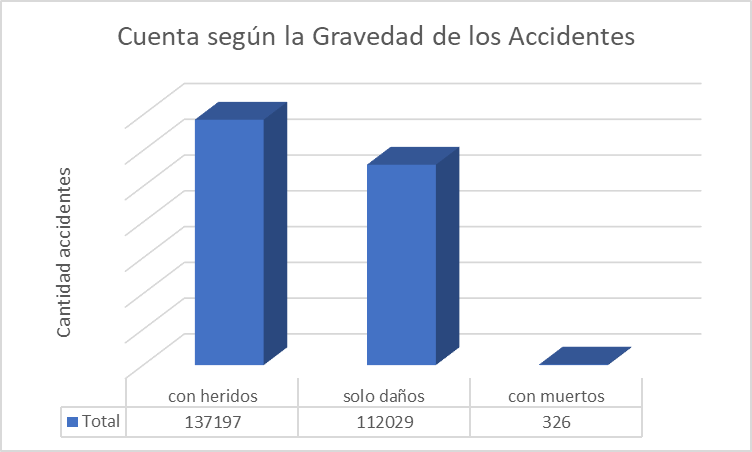 Cuenta según la Gravedad de los Accidentes
Cantidad accidentes
con heridos solo daños con muertos
Total 137197 112029 326